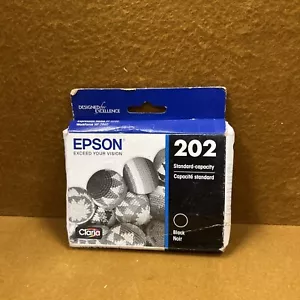 DESIGNED for EXCELLENCE
EPSON
EXCEED YOUR VISION
202
Standard-capacity
Capacité standard
Black
Noir
Claria